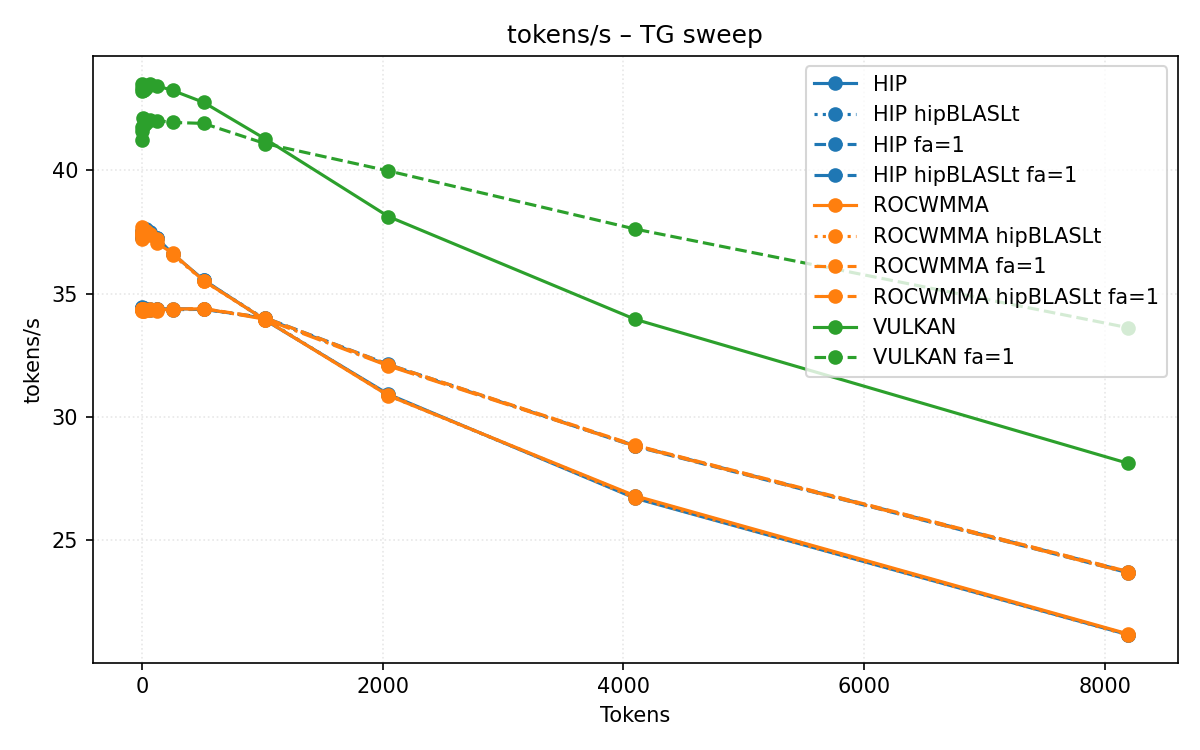 tokens/s – TG sweep
HIP
HIP hipBLASLt
HIP fa=1
HIP hipBLASLt fa=1
ROCWMMA
ROCWMMA hipBLASLt
ROCWMMA fa=1
ROCWMMA hipBLASLt fa=1
VULKAN
VULKAN fa=1
tokens/s
40
35
30
25
0 2000 4000 6000 8000
Tokens